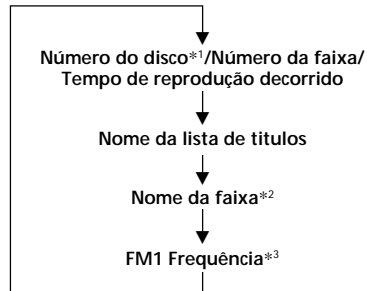 Número do disco*1/Número da faixa/
Tempo de reprodução decorrido
Nome da lista de titulos
Nome da faixa*2
FM1 Frequência*3